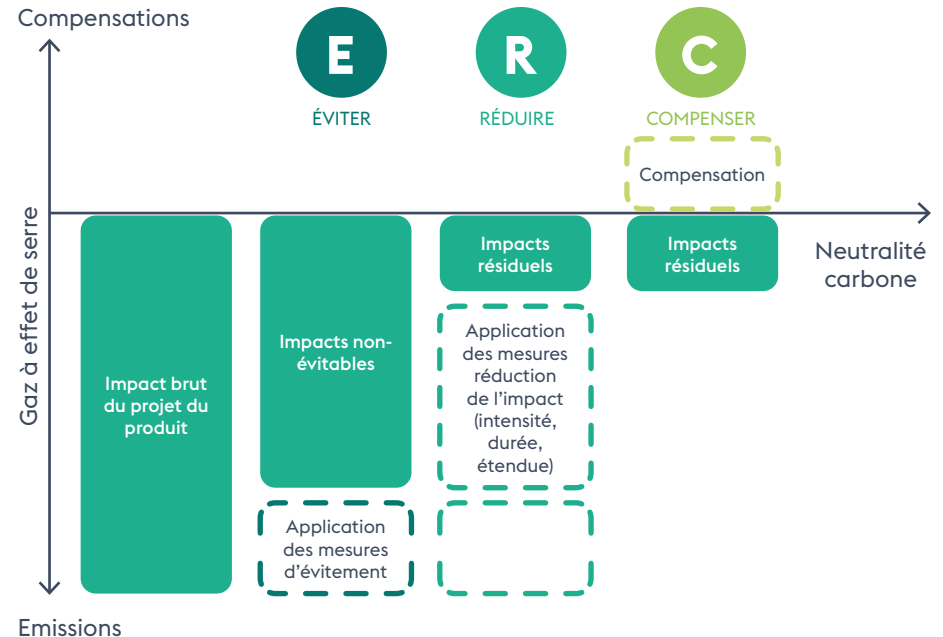 Compensations
E
R
C
ÉVITER
RÉDUIRE
COMPENSER
Compensation
Gaz à effet de serre
Impact brut
du projet du
produit
Impacts non-
évitables
Application
des mesures
d'évitement
Impacts
résiduels
Application
des mesures
réduction
de l'impact
(intensité,
durée,
étendue)
Impacts
résiduels
Neutralité
carbone
Emissions